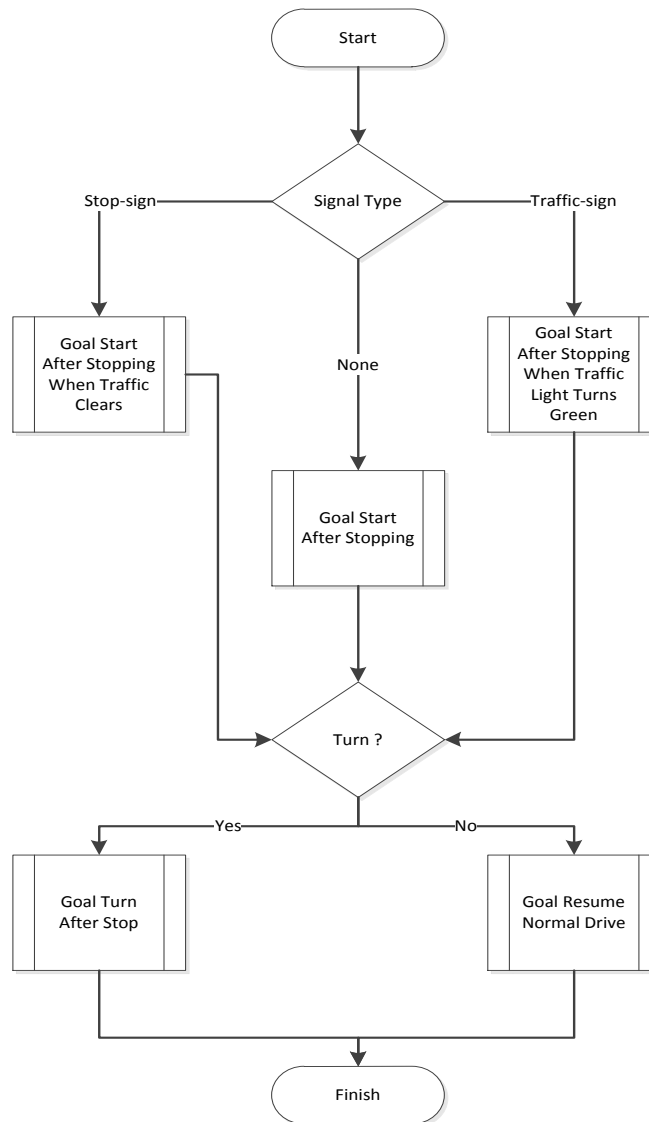 Start
Signal Type
Stop-sign
Traffic-sign
None
Goal Start
After Stopping
When Traffic
Clears
Goal Start
After Stopping
When Traffic
Light Turns
Green
Goal Start
After Stopping
Turn ?
Yes
No
Goal Turn
After Stop
Goal Resume
Normal Drive
Finish